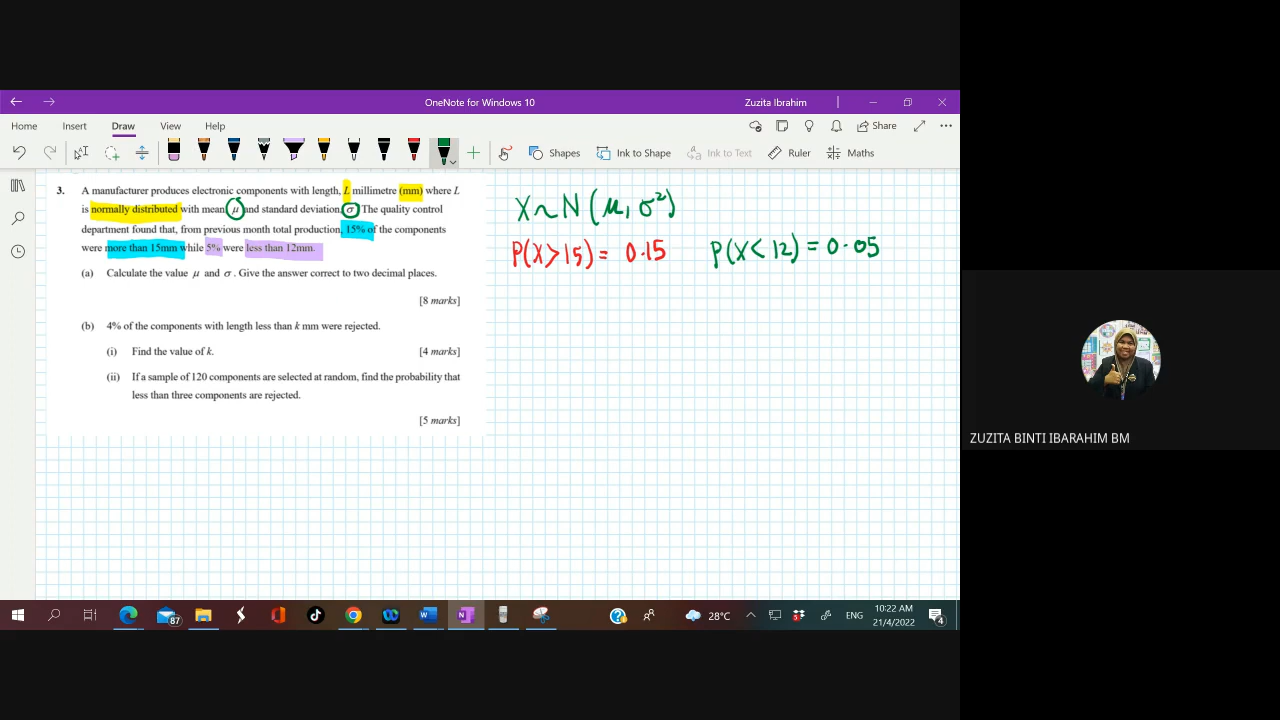 OneNote for Windows 10
Zuzita Ibrahim
Home Insert Draw View Help
Share
Shapes Ink to Shape Ink to Text Ruler Maths
3. A manufacturer produces electronic components with length, L millimetre (mm) where L
is normally distributed with mean μ and standard deviation σ. The quality control
department found that, from previous month total production, 15% of the components
were more than 15mm while 5% were less than 12mm.
(a) Calculate the value μ and σ. Give the answer correct to two decimal places.
[8 marks]
(b) 4% of the components with length less than k mm were rejected.
(i) Find the value of k. [4 marks]
(ii) If a sample of 120 components are selected at random, find the probability that
less than three components are rejected.
[5 marks]
X~N(μ, σ²)
P(X>15) = 0.15 P(X<12) = 0.05
ZUZITA BINTI IBARAHIM BM
87
28°C
ENG
10:22 AM
21/4/2022
4